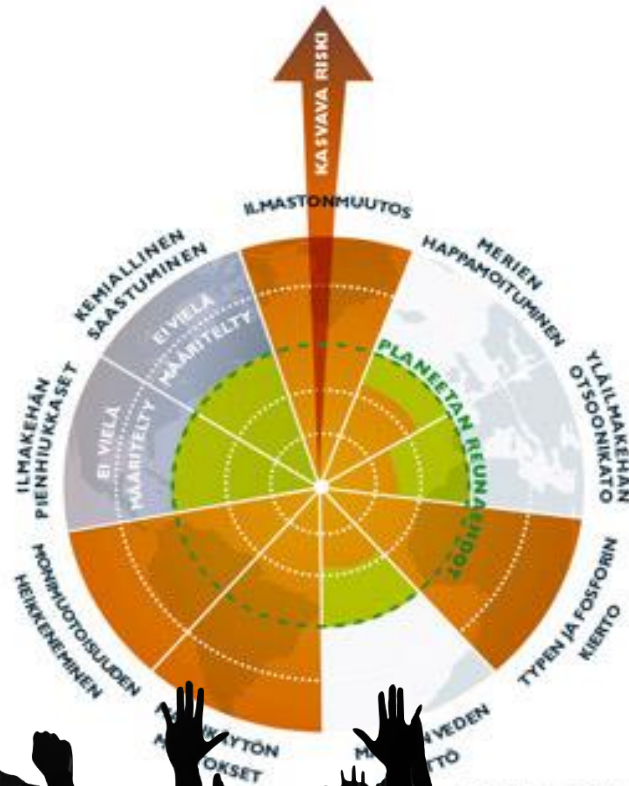 KASVAVA RISKI
ILMASTONMUUTOS
MERIEN
HAPPAMOITUMINEN
YLÄILMAKEHÄN
OTSOONIKATO
TYPEN JA FOSFORIN
KIERTO
VEDEN
MONIMUOTOISUUDEN
HEIKKENEMINEN
ILMAKEHÄN
PIENHIUKKASET
EI VIELÄ
MÄÄRITELTY
KEMIALLINEN
SAASTUMINEN
EI VIELÄ
MÄÄRITELTY
PLANEETAN REUNAEHDOT